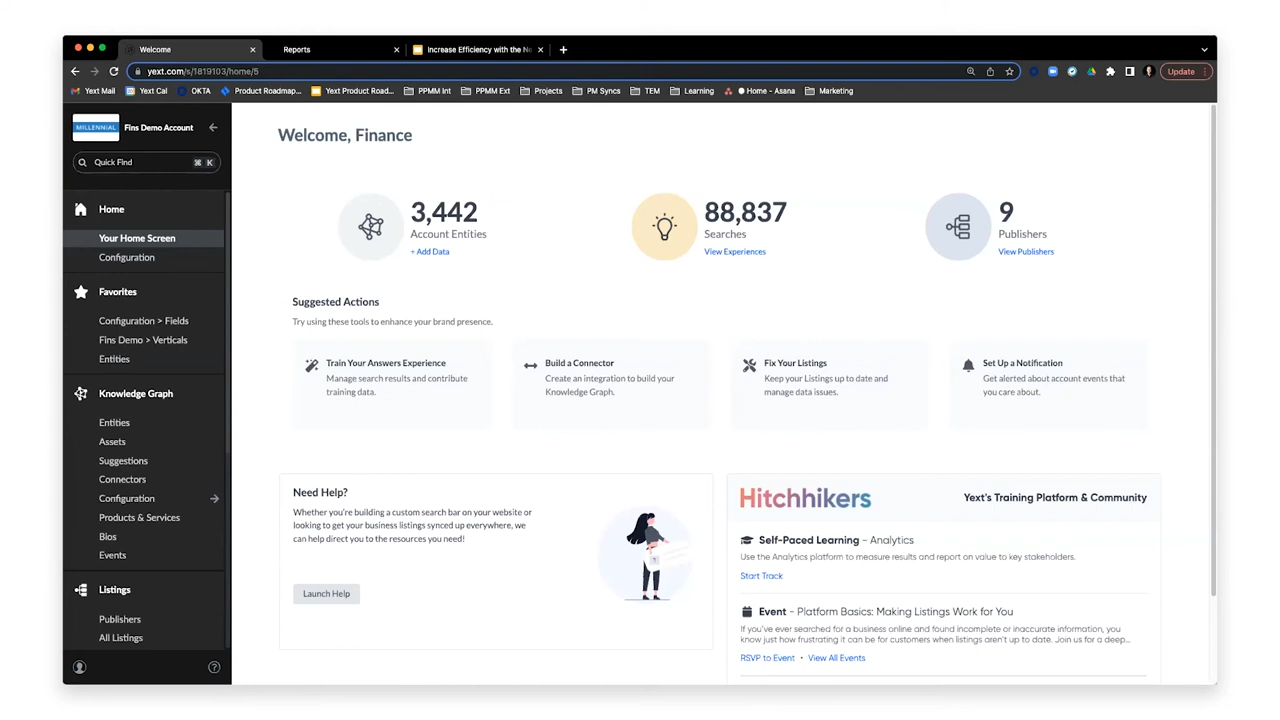 Welcome
Reports
Increase Efficiency with the Ne
yext.com/s/1819103/home/5
Update
Yext Mail
Yext Cal
OKTA
Product Roadmap...
Yext Product Road...
PPMM Int
PPMM Ext
Projects
PM Syncs
TEM
Learning
Home - Asana
Marketing
MILLENNIAL
Fins Demo Account
Quick Find
⌘ K
Home
Your Home Screen
Configuration
Favorites
Configuration > Fields
Fins Demo > Verticals
Entities
Knowledge Graph
Entities
Assets
Suggestions
Connectors
Configuration
Products & Services
Bios
Events
Listings
Publishers
All Listings
Welcome, Finance
3,442
Account Entities
+ Add Data
88,837
Searches
View Experiences
9
Publishers
View Publishers
Suggested Actions
Try using these tools to enhance your brand presence.
Train Your Answers Experience
Manage search results and contribute
training data.
Build a Connector
Create an integration to build your
Knowledge Graph.
Fix Your Listings
Keep your Listings up to date and
manage data issues.
Set Up a Notification
Get alerted about account events that
you care about.
Need Help?
Whether you're building a custom search bar on your website or
looking to get your business listings synced up everywhere, we
can help direct you to the resources you need!
Launch Help
Hitchhikers
Yext's Training Platform & Community
Self-Paced Learning - Analytics
Use the Analytics platform to measure results and report on value to key stakeholders.
Start Track
Event - Platform Basics: Making Listings Work for You
If you've ever searched for a business online and found incomplete or inaccurate information, you
know just how frustrating it can be for customers when listings aren't up to date. Join us for a deep...
RSVP to Event • View All Events